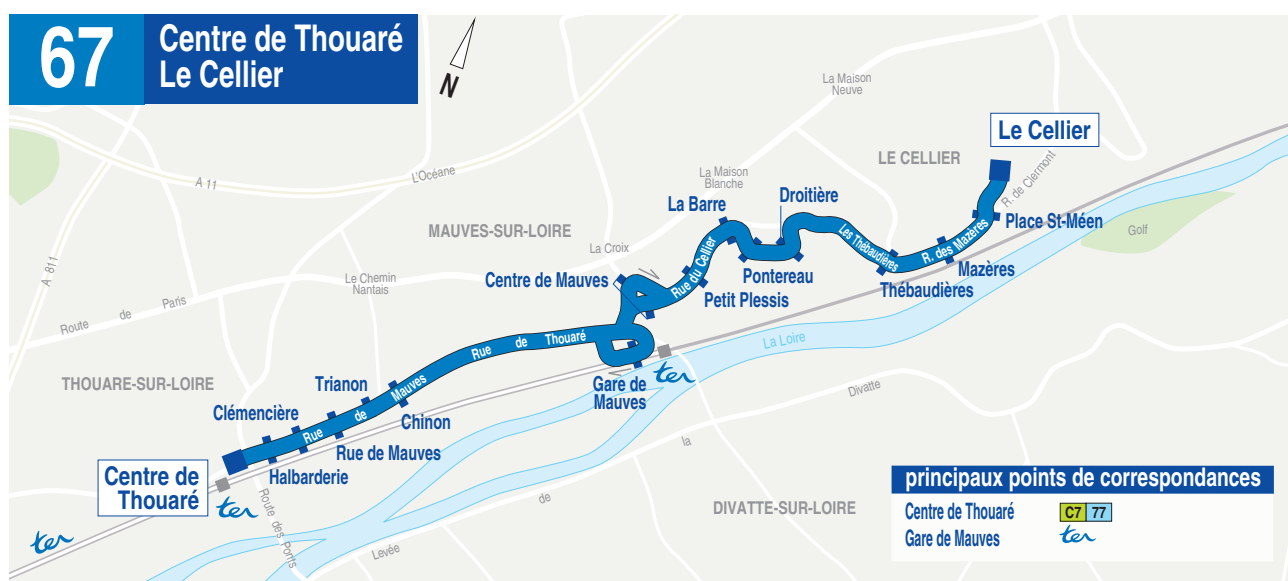 67
Centre de Thouaré
Le Cellier
N
La Maison
Neuve
Le Cellier
LE CELLIER
R. de Clermont
A 11
L'Océane
La Maison
Blanche
Droitière
La Barre
Place St-Méen
Golf
MAUVES-SUR-LOIRE
La Croix
Les Thébaudières
R. des Mazères
Mazères
A 811
Le Chemin
Nantais
Centre de Mauves
Rue du Cellier
Pontereau
Petit Plessis
Thébaudières
Route de Paris
Rue de Thouaré
La Loire
THOUARE-SUR-LOIRE
Trianon
ter
Gare de
Mauves
Divatte
Clémencière
Rue de Mauves
Chinon
Rue de Mauves
Halbarderie
Centre de
Thouaré
ter
ter
Route des Ponts
Levée de la
DIVATTE-SUR-LOIRE
principaux points de correspondances
Centre de Thouaré C7 77
Gare de Mauves ter